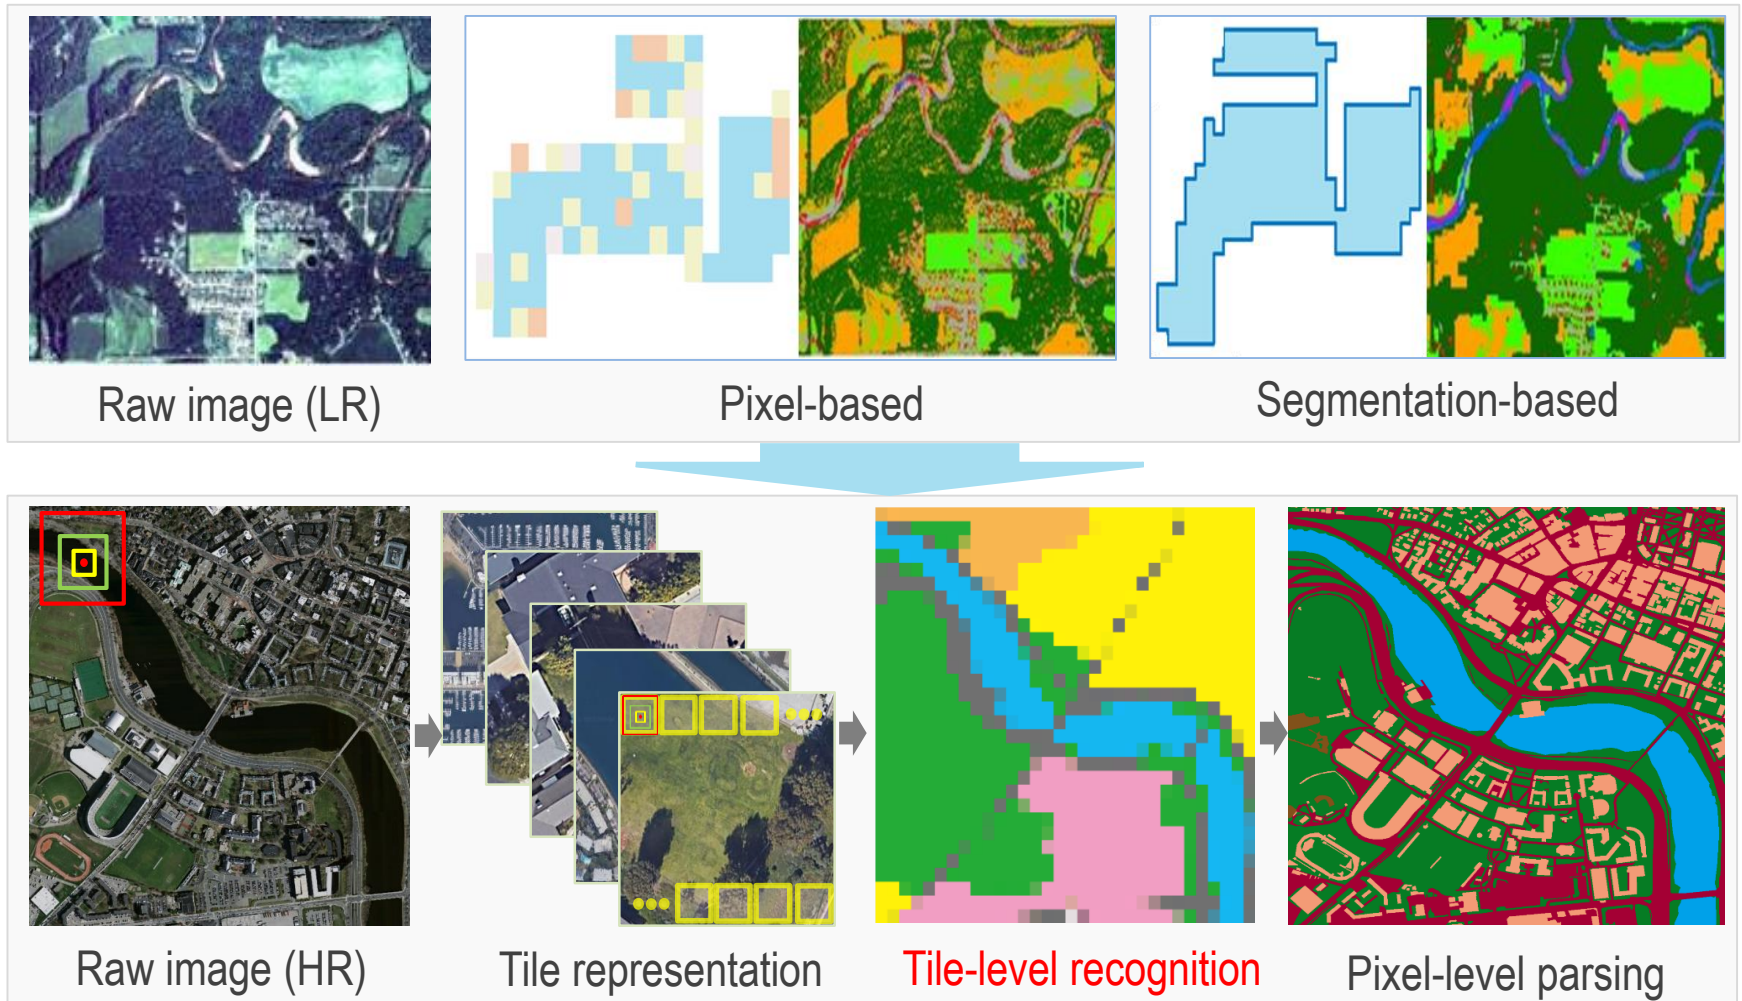 Raw image (LR)
Pixel-based
Segmentation-based
Raw image (HR)
Tile representation
Tile-level recognition
Pixel-level parsing